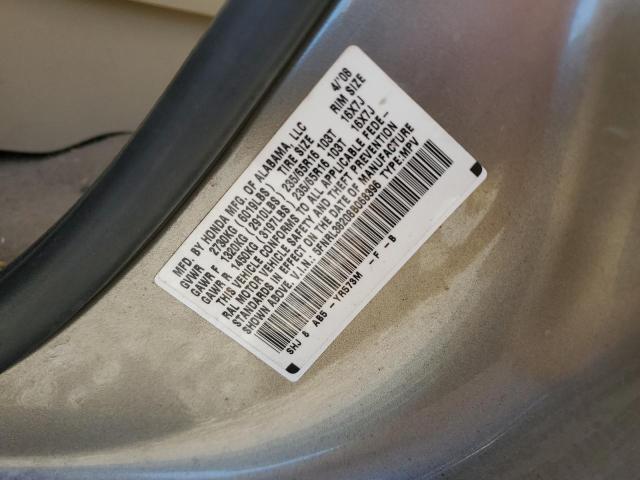 MFD. BY HONDA MFG. OF ALABAMA, LLC 4/'08
GVWR 2730KG (6019LBS) TIRE SIZE RIM SIZE
GAWR F 1320KG (2910LBS) 235/65R16 103T 16X7J
GAWR R 1450KG (3197LBS) 235/65R16 103T 16X7J
THIS VEHICLE CONFORMS TO ALL APPLICABLE FEDE-
RAL MOTOR VEHICLE SAFETY AND THEFT PREVENTION
STANDARDS IN EFFECT ON THE DATE OF MANUFACTURE
SHOWN ABOVE. V.I.N.: TYPE:MPV
SHJ 6 A65 -YR573M -F -B